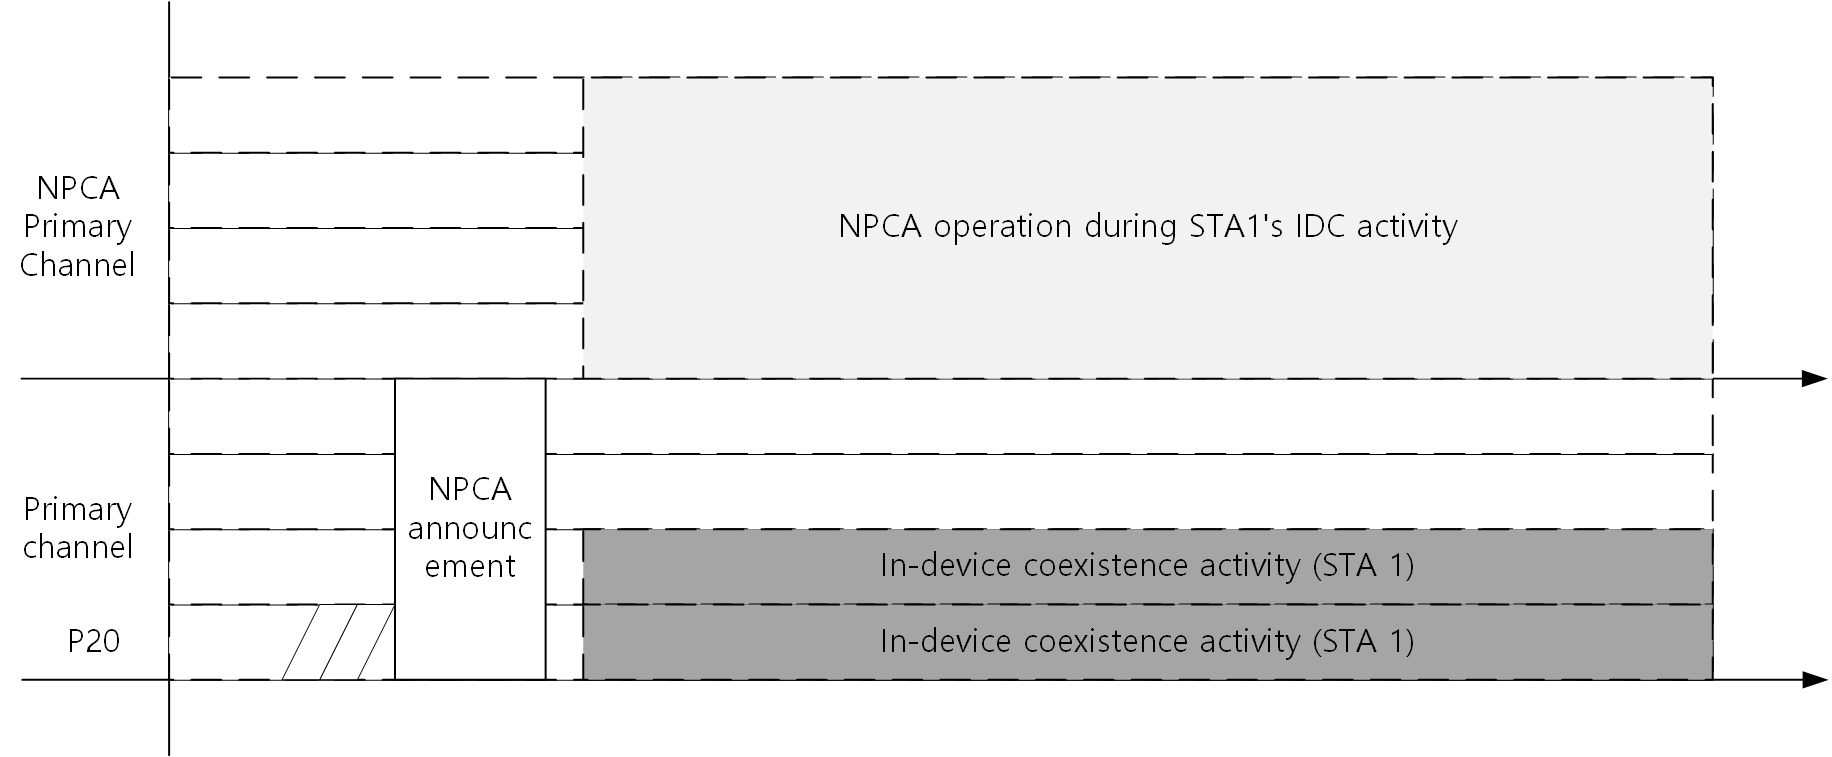 NPCA
Primary
Channel
NPCA operation during STA1's IDC activity
Primary
channel
NPCA
announc
ement
In-device coexistence activity (STA 1)
P20
In-device coexistence activity (STA 1)